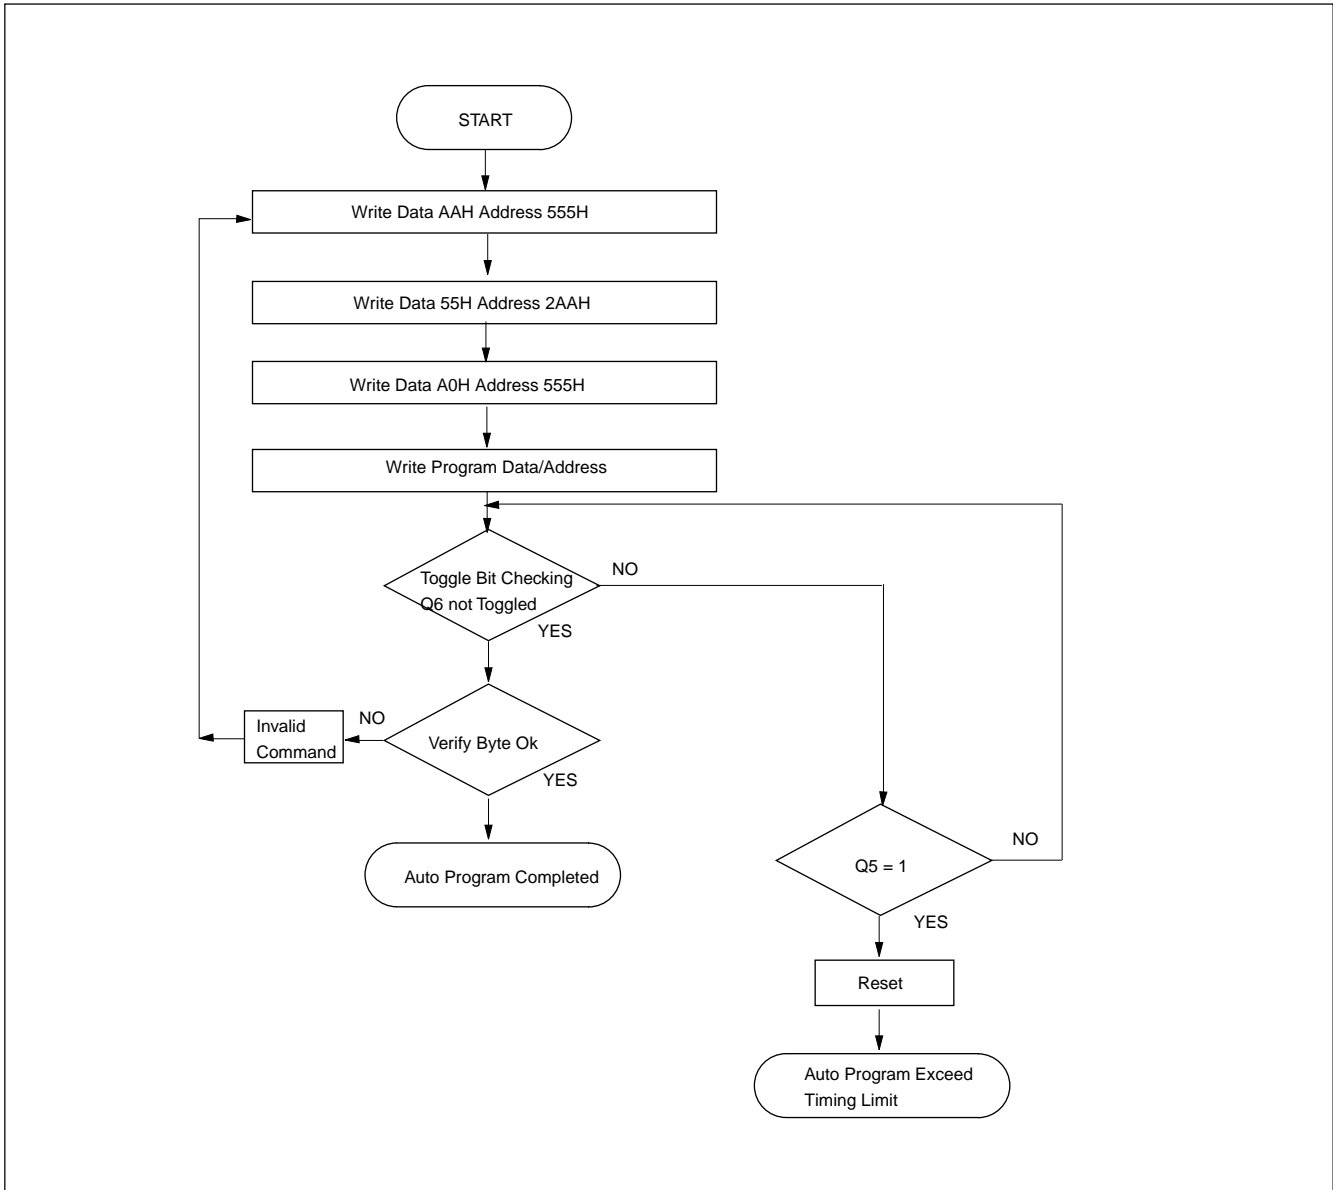 START
Write Data AAH Address 555H
Write Data 55H Address 2AAH
Write Data A0H Address 555H
Write Program Data/Address
Toggle Bit Checking
Q6 not Toggled
NO
YES
Invalid
Command
NO
Verify Byte Ok
YES
Auto Program Completed
Q5 = 1
NO
YES
Reset
Auto Program Exceed
Timing Limit